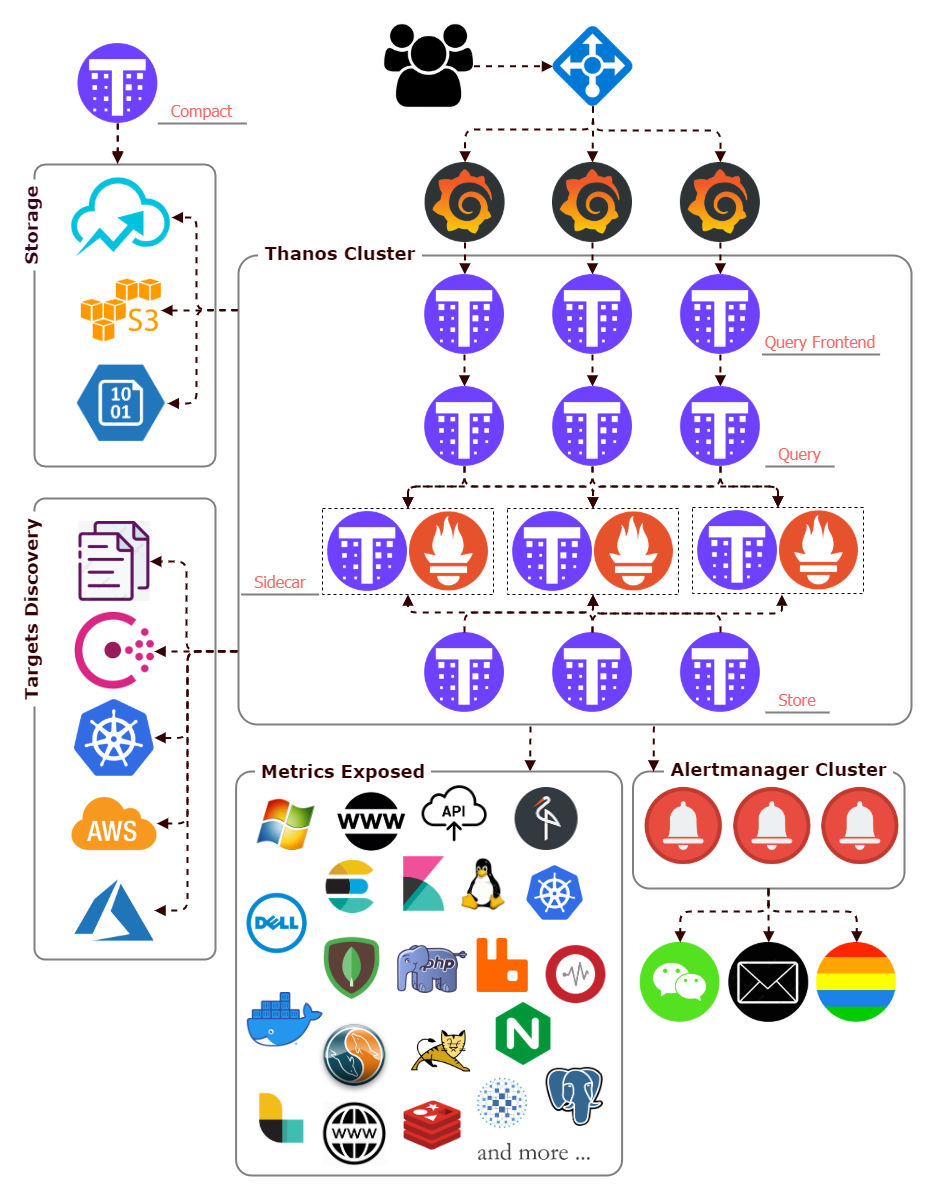 Compact
Storage
S3
10
01
Thanos Cluster
Query Frontend
Query
Sidecar
Store
Targets Discovery
AWS
Metrics Exposed
WWW
API
DELL
php
WWW
and more ...
Alertmanager Cluster